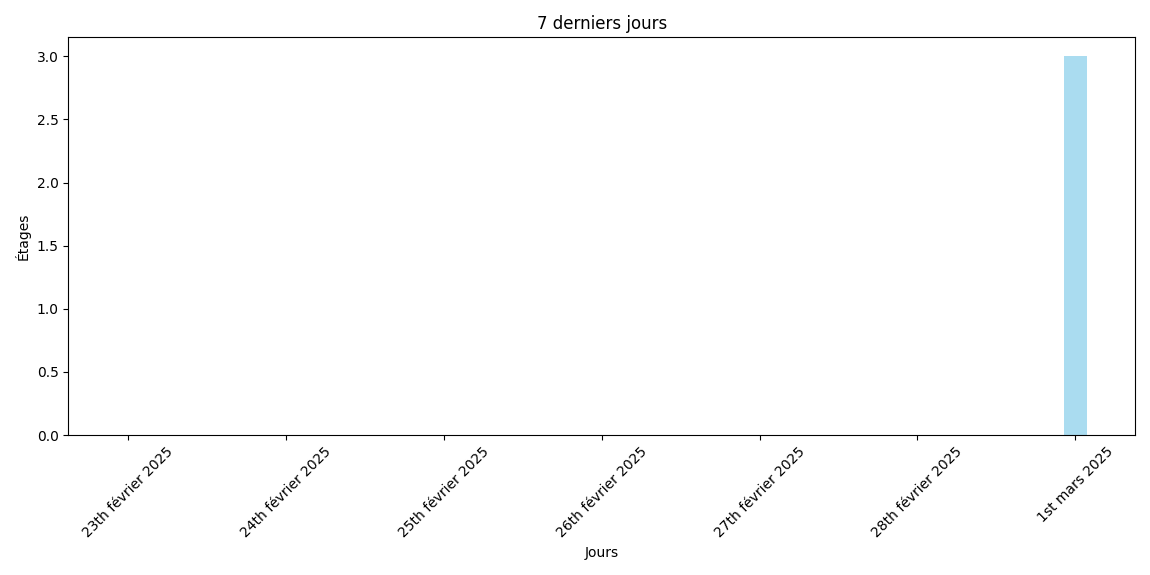 7 derniers jours
Étages
3.0
2.5
2.0
1.5
1.0
0.5
0.0
23th février 2025
24th février 2025
25th février 2025
26th février 2025
27th février 2025
28th février 2025
1st mars 2025
Jours